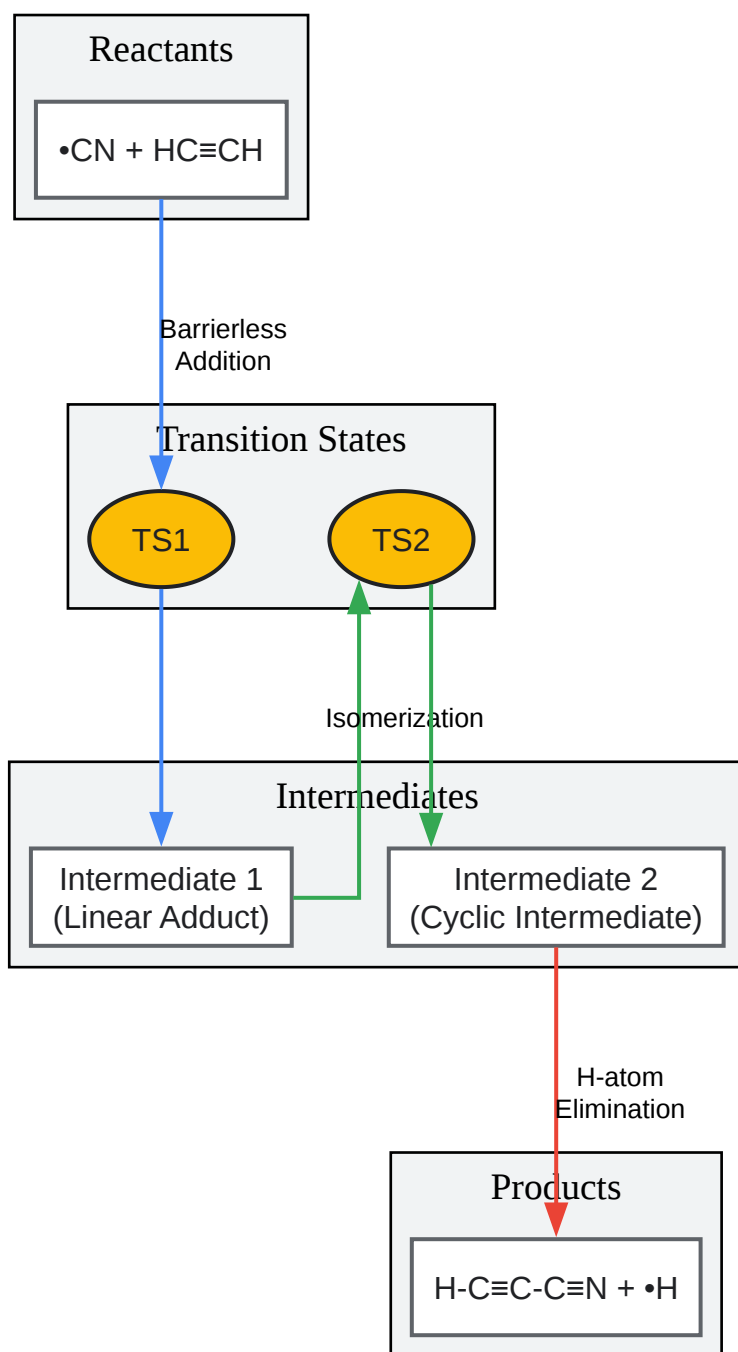 Reactants
•CN + HC≡CH
Barrierless
Addition
Transition States
TS1
TS2
Isomerization
Intermediates
Intermediate 1
(Linear Adduct)
Intermediate 2
(Cyclic Intermediate)
H-atom
Elimination
Products
H-C≡C-C≡N + •H